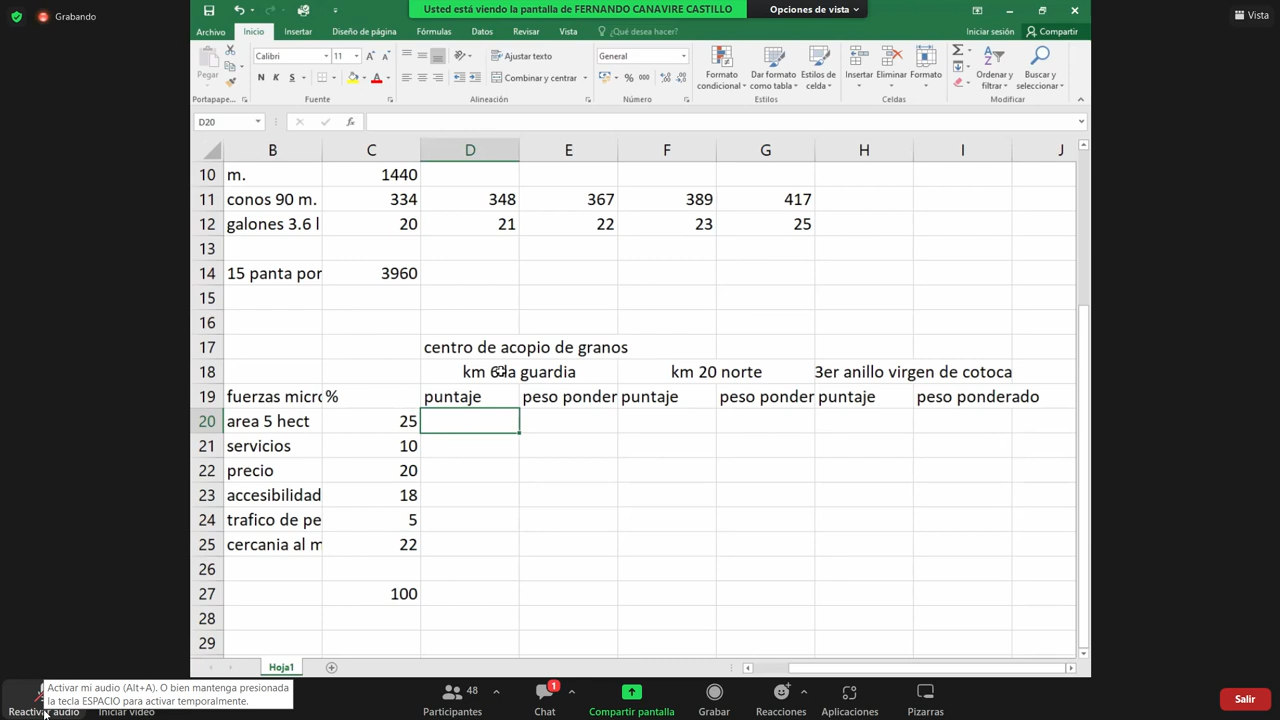 Grabando
Usted está viendo la pantalla de FERNANDO CANAVIRE CASTILLO
Opciones de vista
Vista
Archivo Inicio Insertar Diseño de página Fórmulas Datos Revisar Vista ¿Qué desea hacer? Iniciar sesión Compartir
Pegar
Calibri 11
N K S
Ajustar texto
Combinar y centrar
General
% 000
Formato condicional
Dar formato como tabla
Estilos de celda
Insertar
Eliminar
Formato
Ordenar y filtrar
Buscar y seleccionar
Portapape... Fuente Alineación Número Estilos Celdas Modificar
D20 fx
B C D E F G H I J
10 m. 1440
11 conos 90 m. 334 348 367 389 417
12 galones 3.6 l 20 21 22 23 25
13
14 15 panta por 3960
15
16
17 centro de acopio de granos
18 km 6 la guardia km 20 norte 3er anillo virgen de cotoca
19 fuerzas micro % puntaje peso ponder puntaje peso ponder puntaje peso ponderado
20 area 5 hect 25
21 servicios 10
22 precio 20
23 accesibilidad 18
24 trafico de pe 5
25 cercania al m 22
26
27 100
28
29
Hoja1
Activar mi audio (Alt+A). O bien mantenga presionada
la tecla ESPACIO para activar temporalmente.
Reactivar audio
Iniciar video
48
Participantes
1
Chat
Compartir pantalla
Grabar
Reacciones
Aplicaciones
Pizarras
Salir